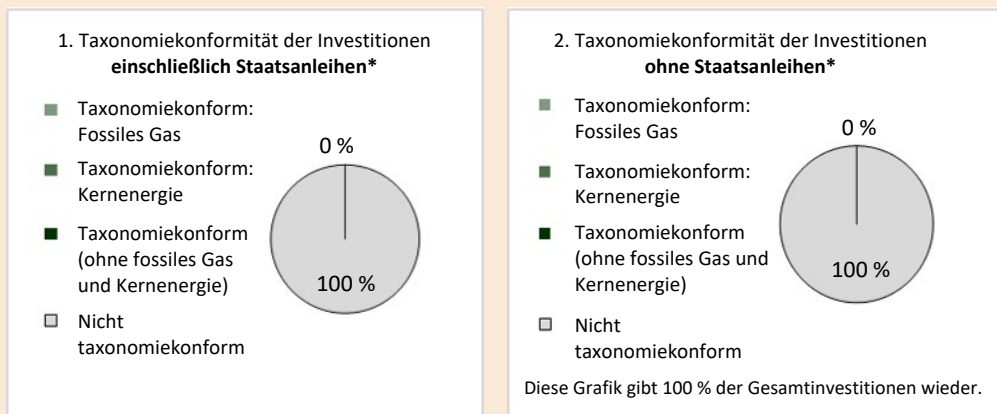 1. Taxonomiekonformität der Investitionen
einschließlich Staatsanleihen*
Taxonomiekonform:
Fossiles Gas
Taxonomiekonform:
Kernenergie
Taxonomiekonform
(ohne fossiles Gas
und Kernenergie)
Nicht
taxonomiekonform
0 %
100 %
2. Taxonomiekonformität der Investitionen
ohne Staatsanleihen*
Taxonomiekonform:
Fossiles Gas
Taxonomiekonform:
Kernenergie
Taxonomiekonform
(ohne fossiles Gas und
Kernenergie)
Nicht
taxonomiekonform
0 %
100 %
Diese Grafik gibt 100 % der Gesamtinvestitionen wieder.